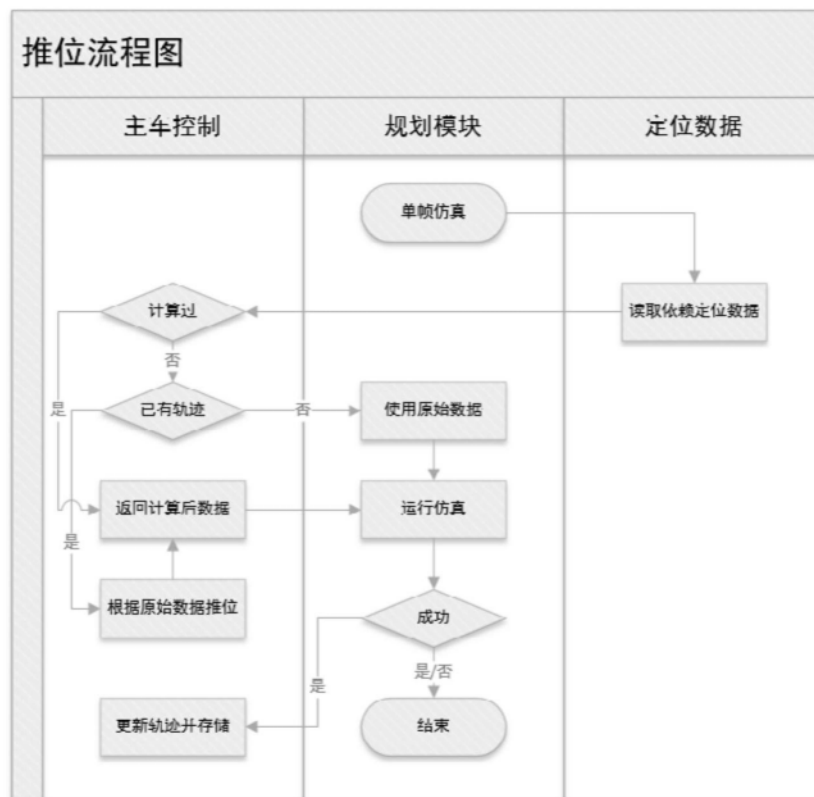 推位流程图
主车控制
规划模块
定位数据
单帧仿真
计算过
读取依赖定位数据
否
是
已有轨迹
否
使用原始数据
返回计算后数据
运行仿真
是
根据原始数据推位
成功
是/否
是
更新轨迹并存储
结束